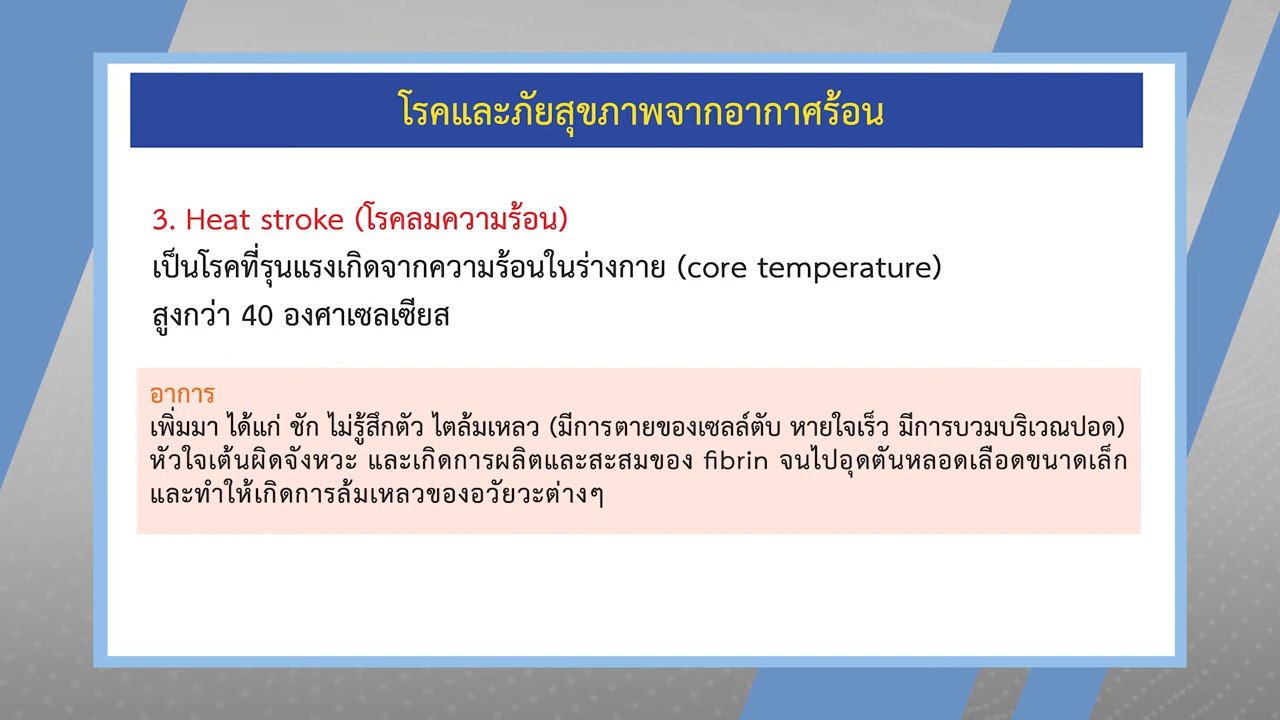 โรคและภัยสุขภาพจากอากาศร้อน
3. Heat stroke (โรคลมความร้อน)
เป็นโรคที่รุนแรงเกิดจากความร้อนในร่างกาย (core temperature)
สูงกว่า 40 องศาเซลเซียส
อาการ
เพิ่มมา ได้แก่ ชัก ไม่รู้สึกตัว ไตล้มเหลว (มีการตายของเซลล์ตับ หายใจเร็ว มีการบวมบริเวณปอด)
หัวใจเต้นผิดจังหวะ และเกิดการผลิตและสะสมของ fibrin จนไปอุดตันหลอดเลือดขนาดเล็ก
และทำให้เกิดการล้มเหลวของอวัยวะต่างๆ